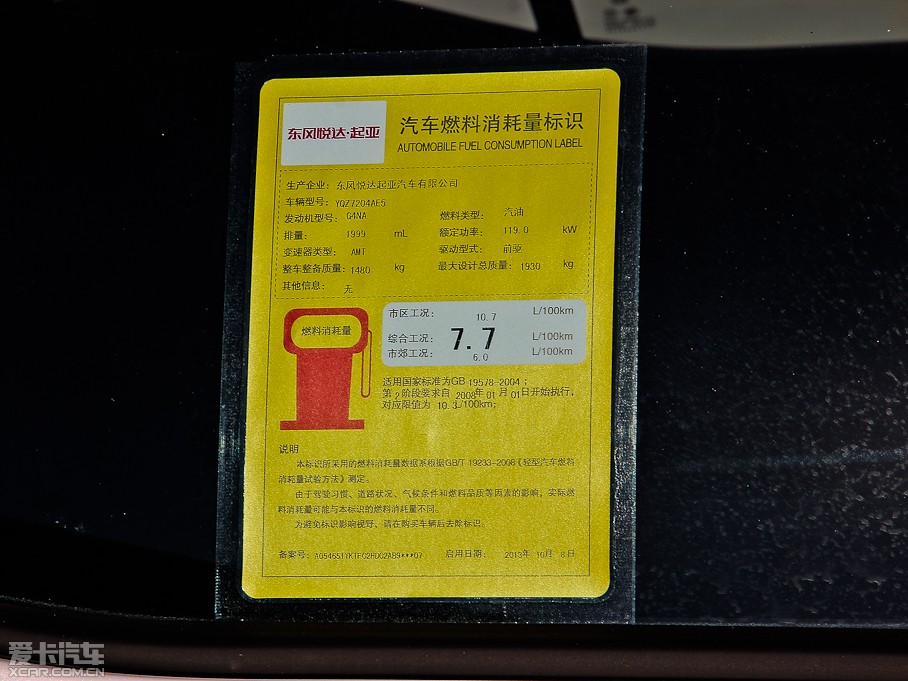 东风悦达·起亚
汽车燃料消耗量标识
AUTOMOBILE FUEL CONSUMPTION LABEL
生产企业: 东风悦达起亚汽车有限公司
车辆型号: YQZ7204AE5
发动机型号: G4NA 燃料类型: 汽油
排量: 1999 mL 额定功率: 119.0 kW
变速器类型: AMT 驱动型式: 前驱
整车整备质量: 1480 kg 最大设计总质量: 1930 kg
其他信息: 无
燃料消耗量
市区工况: 10.7 L/100km
综合工况: 7.7 L/100km
市郊工况: 6.0 L/100km
适用国家标准为GB 19578-2004;
第 2 阶段要求自 2008年 01 月 01日开始执行,
对应限值为 10.3 L/100km;
说明
本标识所采用的燃料消耗量数据系根据GB/T 19233-2008《轻型汽车燃料
消耗量试验方法》测定。
由于驾驶习惯、道路状况、气候条件和燃料品质等因素的影响,实际燃
料消耗量可能与本标识的燃料消耗量不同。
为避免标识影响视野,请在购买车辆后去除标识。
备案号: 启用日期: 2013年 10月 8日
爱卡汽车
XCAR.COM.CN